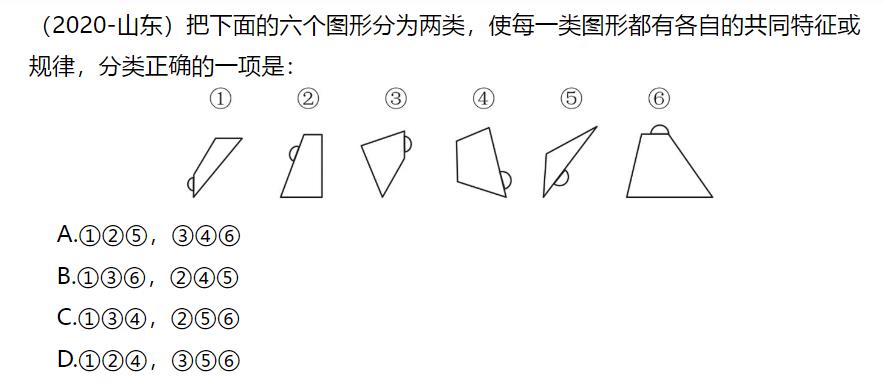 （2020-山东）把下面的六个图形分为两类，使每一类图形都有各自的共同特征或
规律，分类正确的一项是：
① ② ③ ④ ⑤ ⑥
A.①②⑤，③④⑥
B.①③⑥，②④⑤
C.①③④，②⑤⑥
D.①②④，③⑤⑥